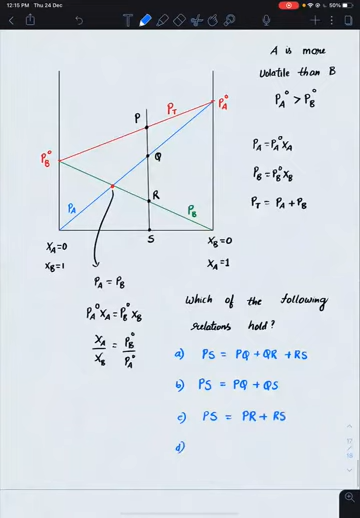 12:15 PM Thu 24 Dec
A is more
volatile than B
P_A° > P_B°
P
P_T
P_A°
Q
P_B°
P_A = P_A° X_A
P_B = P_B° X_B
P_T = P_A + P_B
R
P_A
P_B
S
X_A=0
X_B=1
X_B=0
X_A=1
P_A = P_B
P_A° X_A = P_B° X_B
X_A/X_B = P_B°/P_A°
Which of the following
relations hold?
a) PS = PQ + QR + RS
b) PS = PQ + QS
c) PS = PR + RS
d)